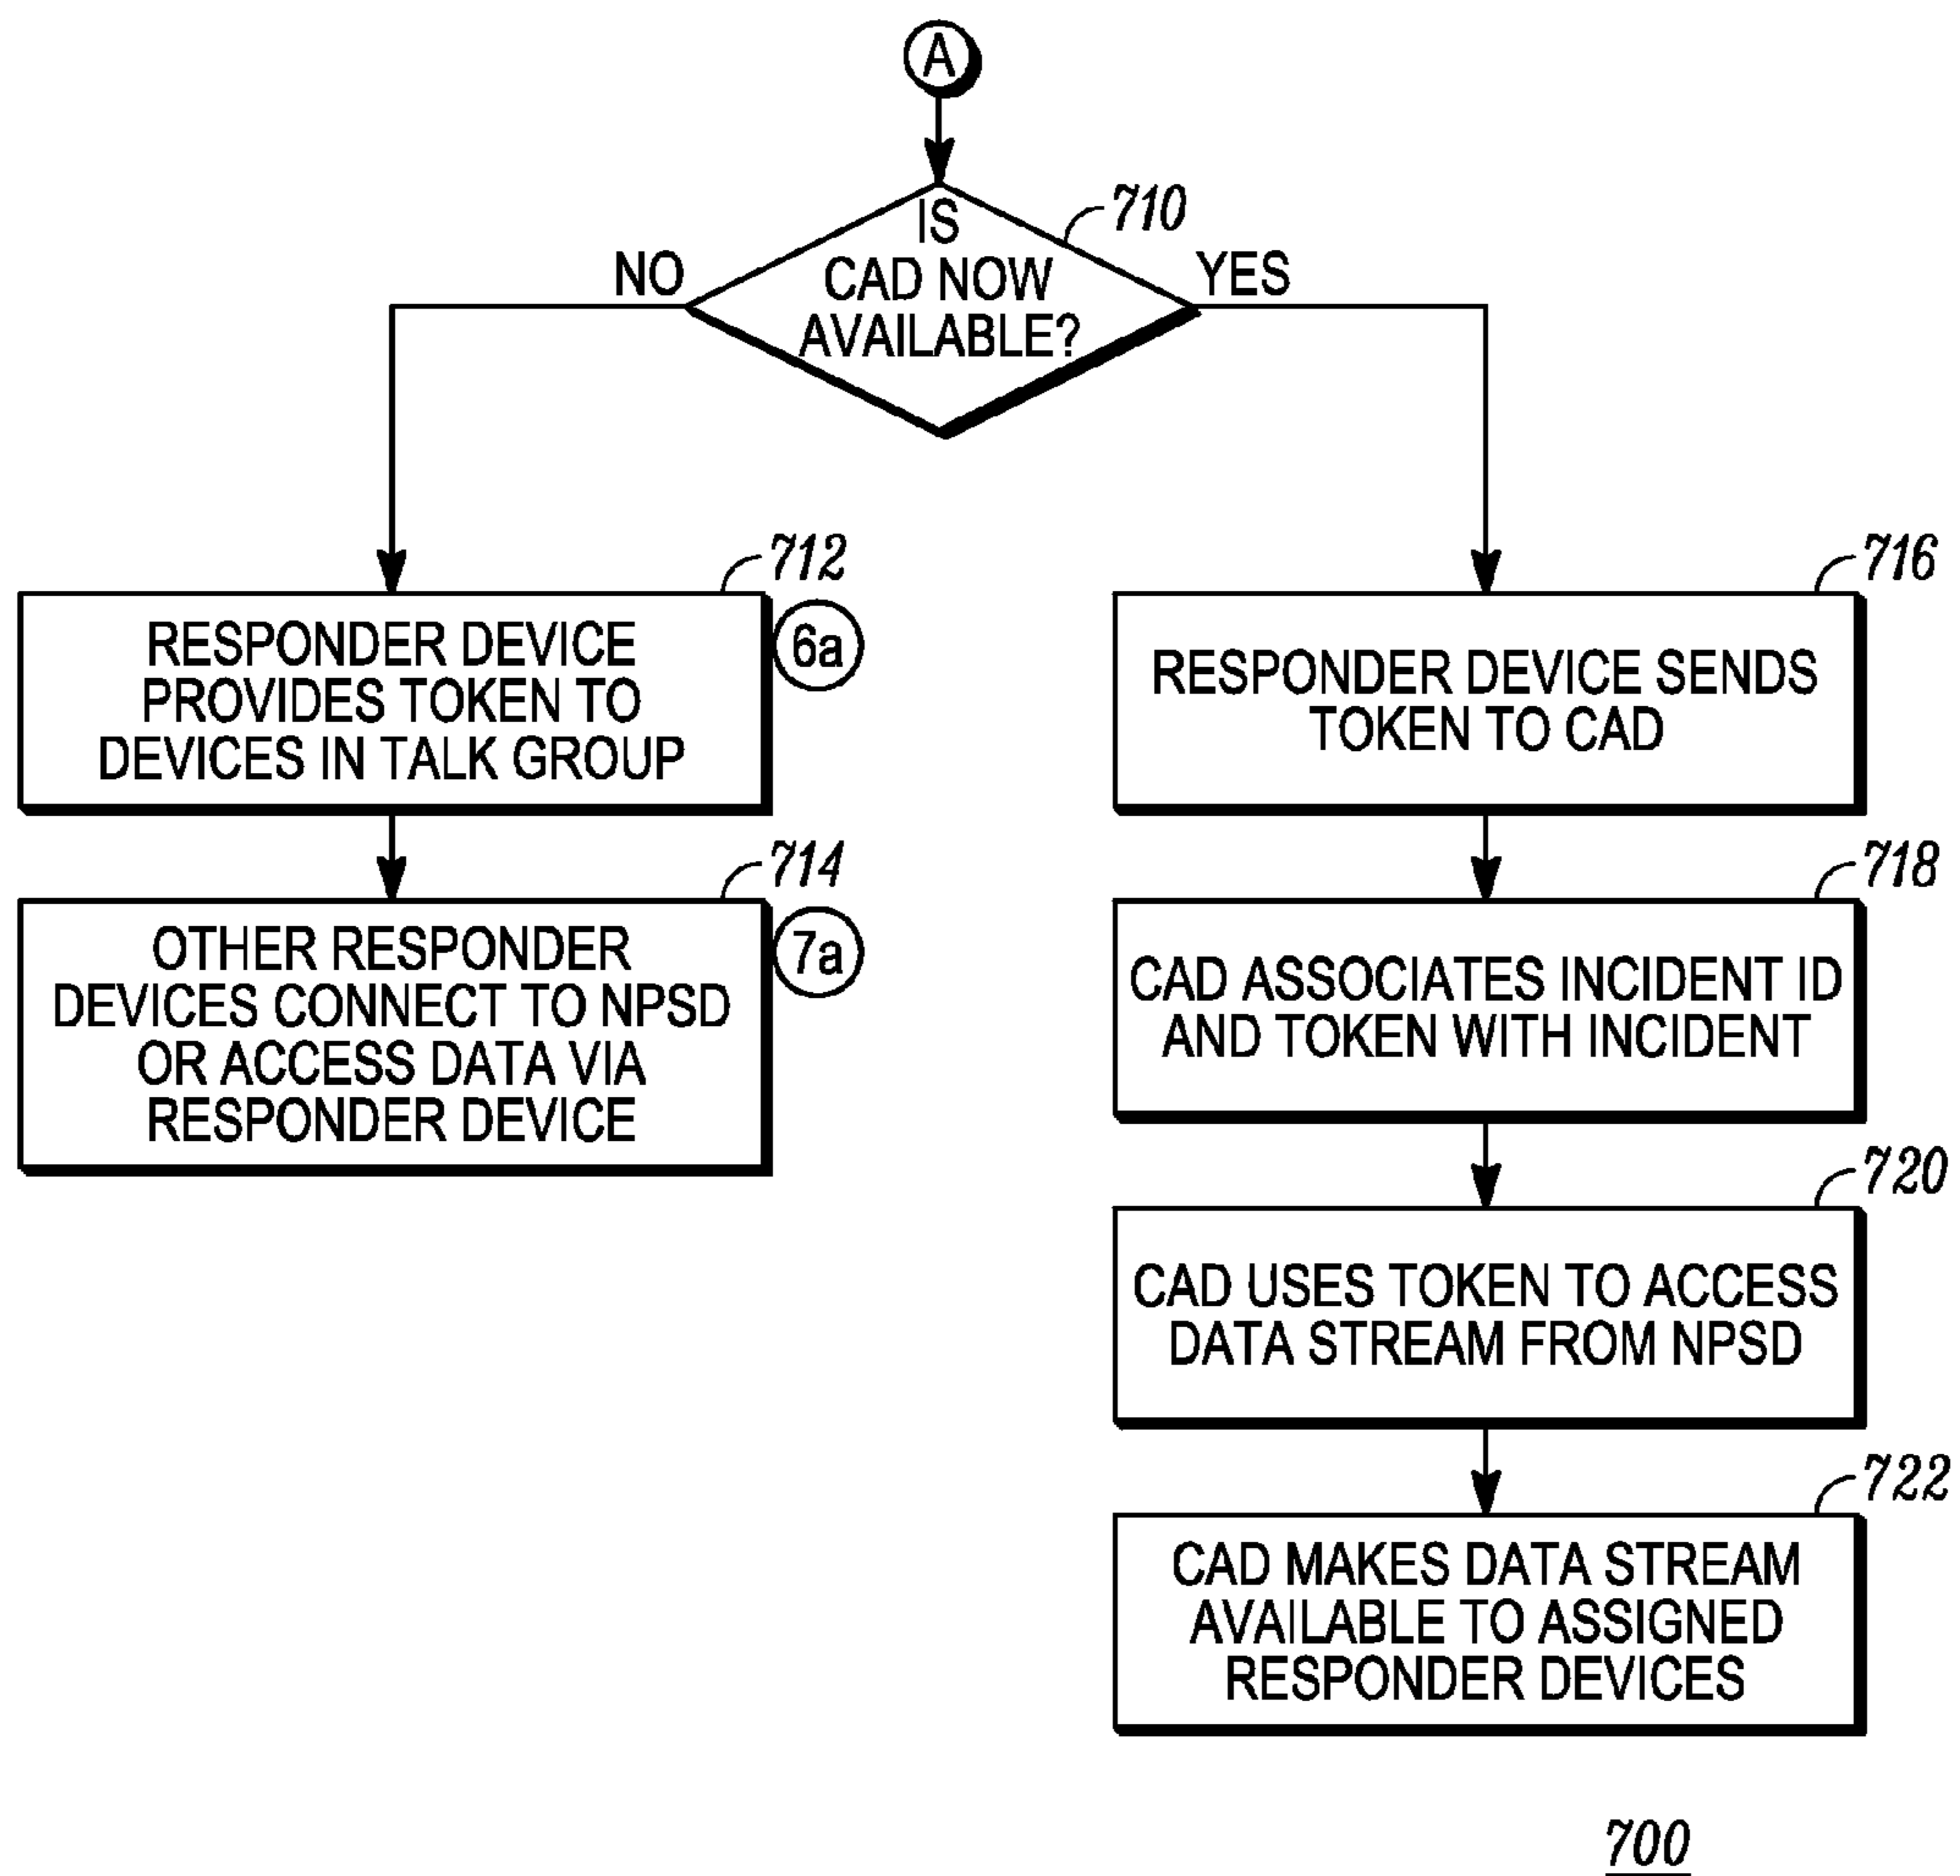 A
710
IS
CAD NOW
AVAILABLE?
NO
YES
712
RESPONDER DEVICE
PROVIDES TOKEN TO
DEVICES IN TALK GROUP
6a
714
OTHER RESPONDER
DEVICES CONNECT TO NPSD
OR ACCESS DATA VIA
RESPONDER DEVICE
7a
716
RESPONDER DEVICE SENDS
TOKEN TO CAD
718
CAD ASSOCIATES INCIDENT ID
AND TOKEN WITH INCIDENT
720
CAD USES TOKEN TO ACCESS
DATA STREAM FROM NPSD
722
CAD MAKES DATA STREAM
AVAILABLE TO ASSIGNED
RESPONDER DEVICES
700